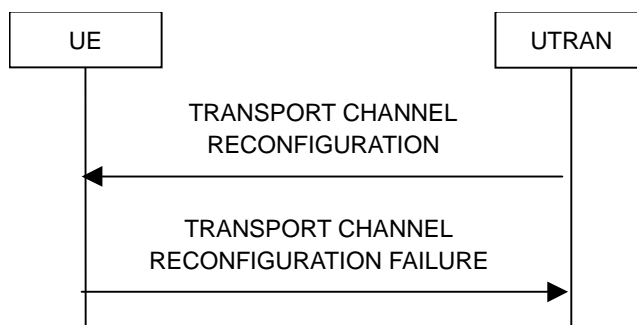 UE
UTRAN
TRANSPORT CHANNEL
RECONFIGURATION
TRANSPORT CHANNEL
RECONFIGURATION FAILURE